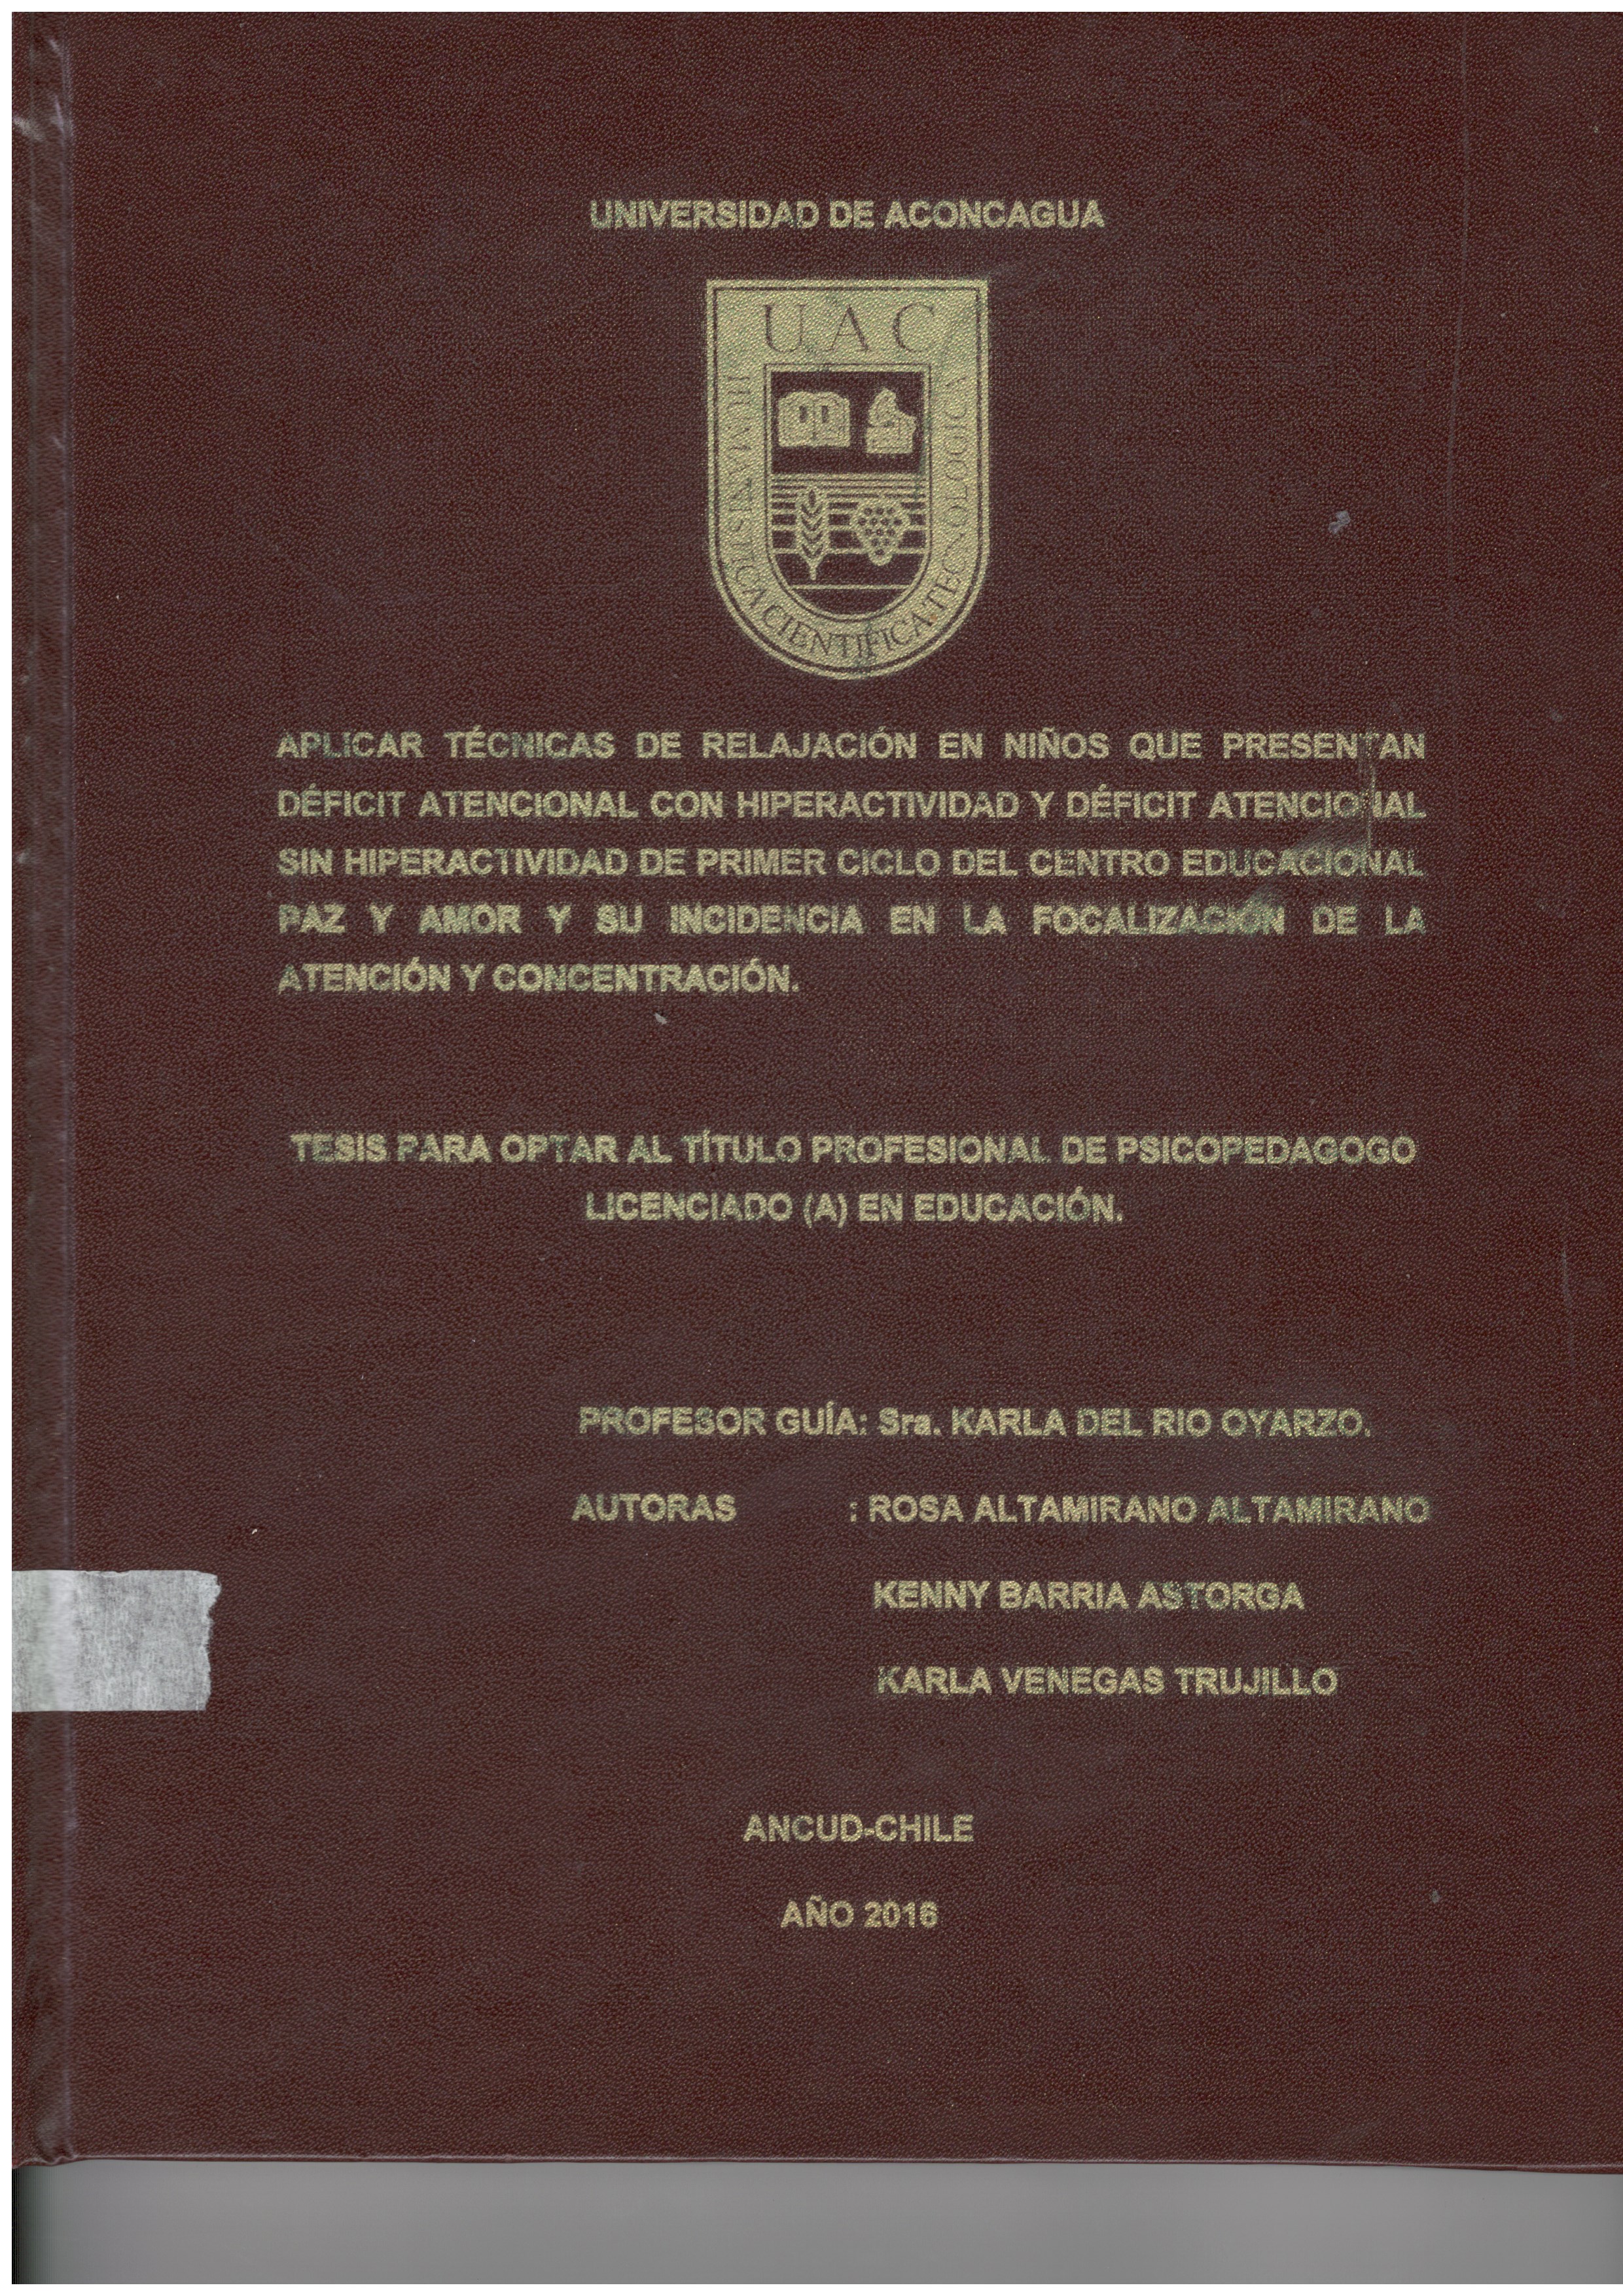 UNIVERSIDAD DE ACONCAGUA
UAC
HUMANISTICA CIENTIFICA TECNOLOGICA
APLICAR TÉCNICAS DE RELAJACIÓN EN NIÑOS QUE PRESENTAN
DÉFICIT ATENCIONAL CON HIPERACTIVIDAD Y DÉFICIT ATENCIONAL
SIN HIPERACTIVIDAD DE PRIMER CICLO DEL CENTRO EDUCACIONAL
PAZ Y AMOR Y SU INCIDENCIA EN LA FOCALIZACIÓN DE LA
ATENCIÓN Y CONCENTRACIÓN.
TESIS PARA OPTAR AL TÍTULO PROFESIONAL DE PSICOPEDAGOGO
LICENCIADO (A) EN EDUCACIÓN.
PROFESOR GUÍA: Sra. KARLA DEL RIO OYARZO.
AUTORAS : ROSA ALTAMIRANO ALTAMIRANO
KENNY BARRIA ASTORGA
KARLA VENEGAS TRUJILLO
ANCUD-CHILE
AÑO 2016